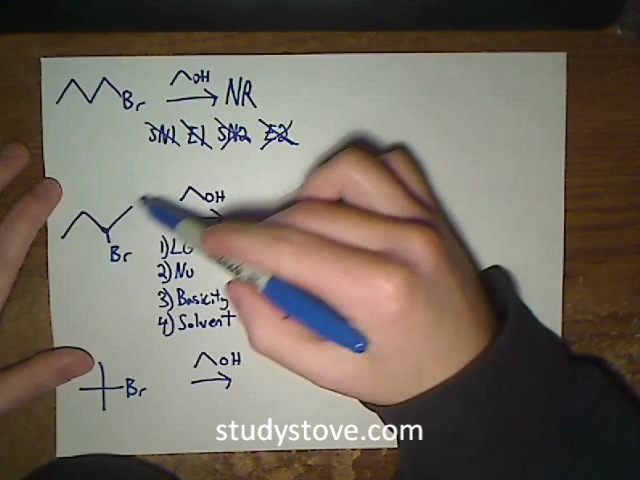 OH
Br → NR
SN1 E1 SN2 E2
OH
Br
1) LG
2) Nu
3) Basicity
4) Solvent
OH
Br →
studystove.com